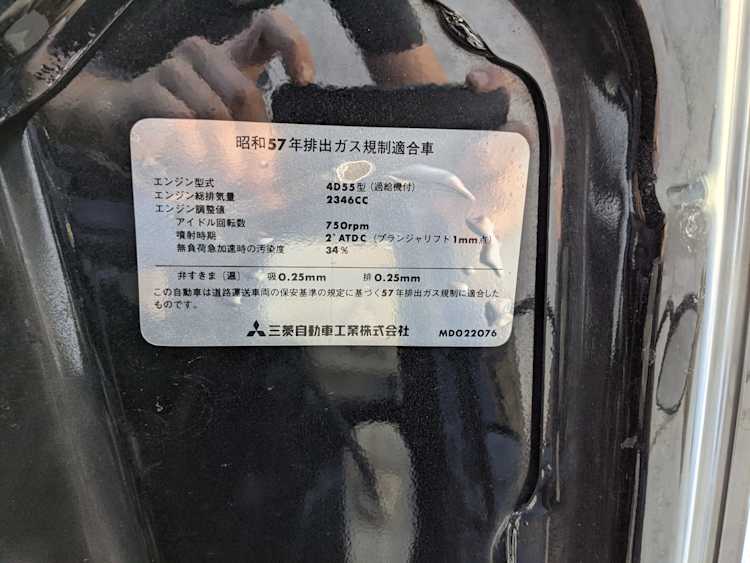 昭和57年排出ガス規制適合車
エンジン型式 4D55型(過給機付)
エンジン総排気量 2346CC
エンジン調整値
アイドル回転数 750rpm
噴射時期 2°ATDC (プランジャリフト1mm点)
無負荷急加速時の汚染度 34%
弁すきま〔温〕 吸0.25mm 排0.25mm
この自動車は道路運送車両の保安基準の規定に基づく57年排出ガス規制に適合した
ものです。
三菱自動車工業株式会社 MD022076